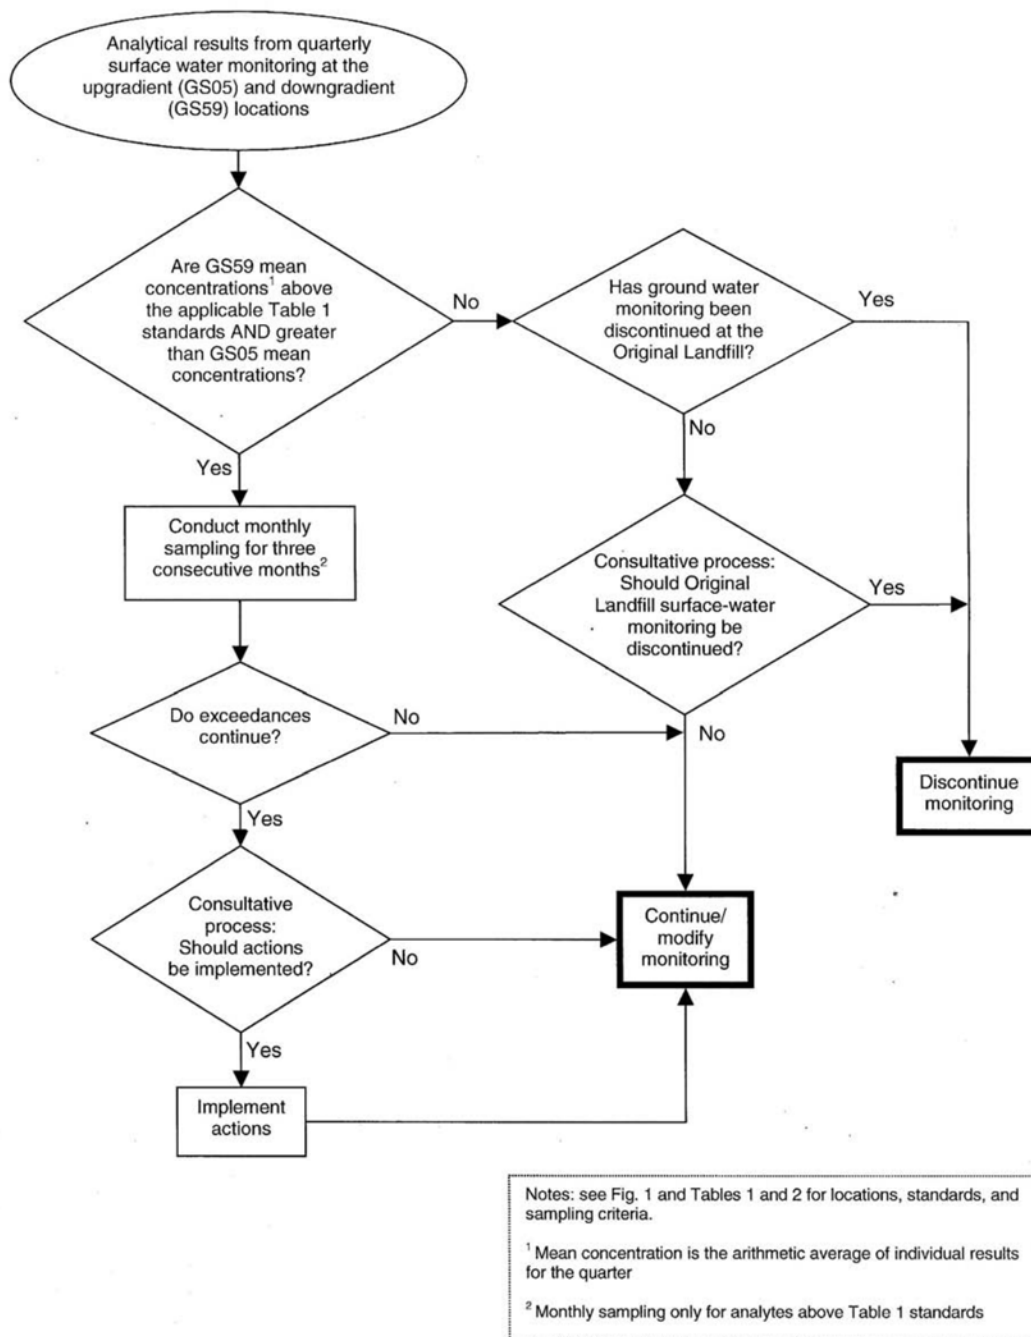 Analytical results from quarterly
surface water monitoring at the
upgradient (GS05) and downgradient
(GS59) locations
Are GS59 mean
concentrations¹ above
the applicable Table 1
standards AND greater
than GS05 mean
concentrations?
No
Has ground water
monitoring been
discontinued at the
Original Landfill?
Yes
No
Yes
Conduct monthly
sampling for three
consecutive months²
Consultative process:
Should Original
Landfill surface-water
monitoring be
discontinued?
Yes
No
Do exceedances
continue?
No
Discontinue
monitoring
Yes
Consultative
process:
Should actions
be implemented?
No
Continue/
modify
monitoring
Yes
Implement
actions
Notes: see Fig. 1 and Tables 1 and 2 for locations, standards, and
sampling criteria.
¹ Mean concentration is the arithmetic average of individual results
for the quarter
² Monthly sampling only for analytes above Table 1 standards